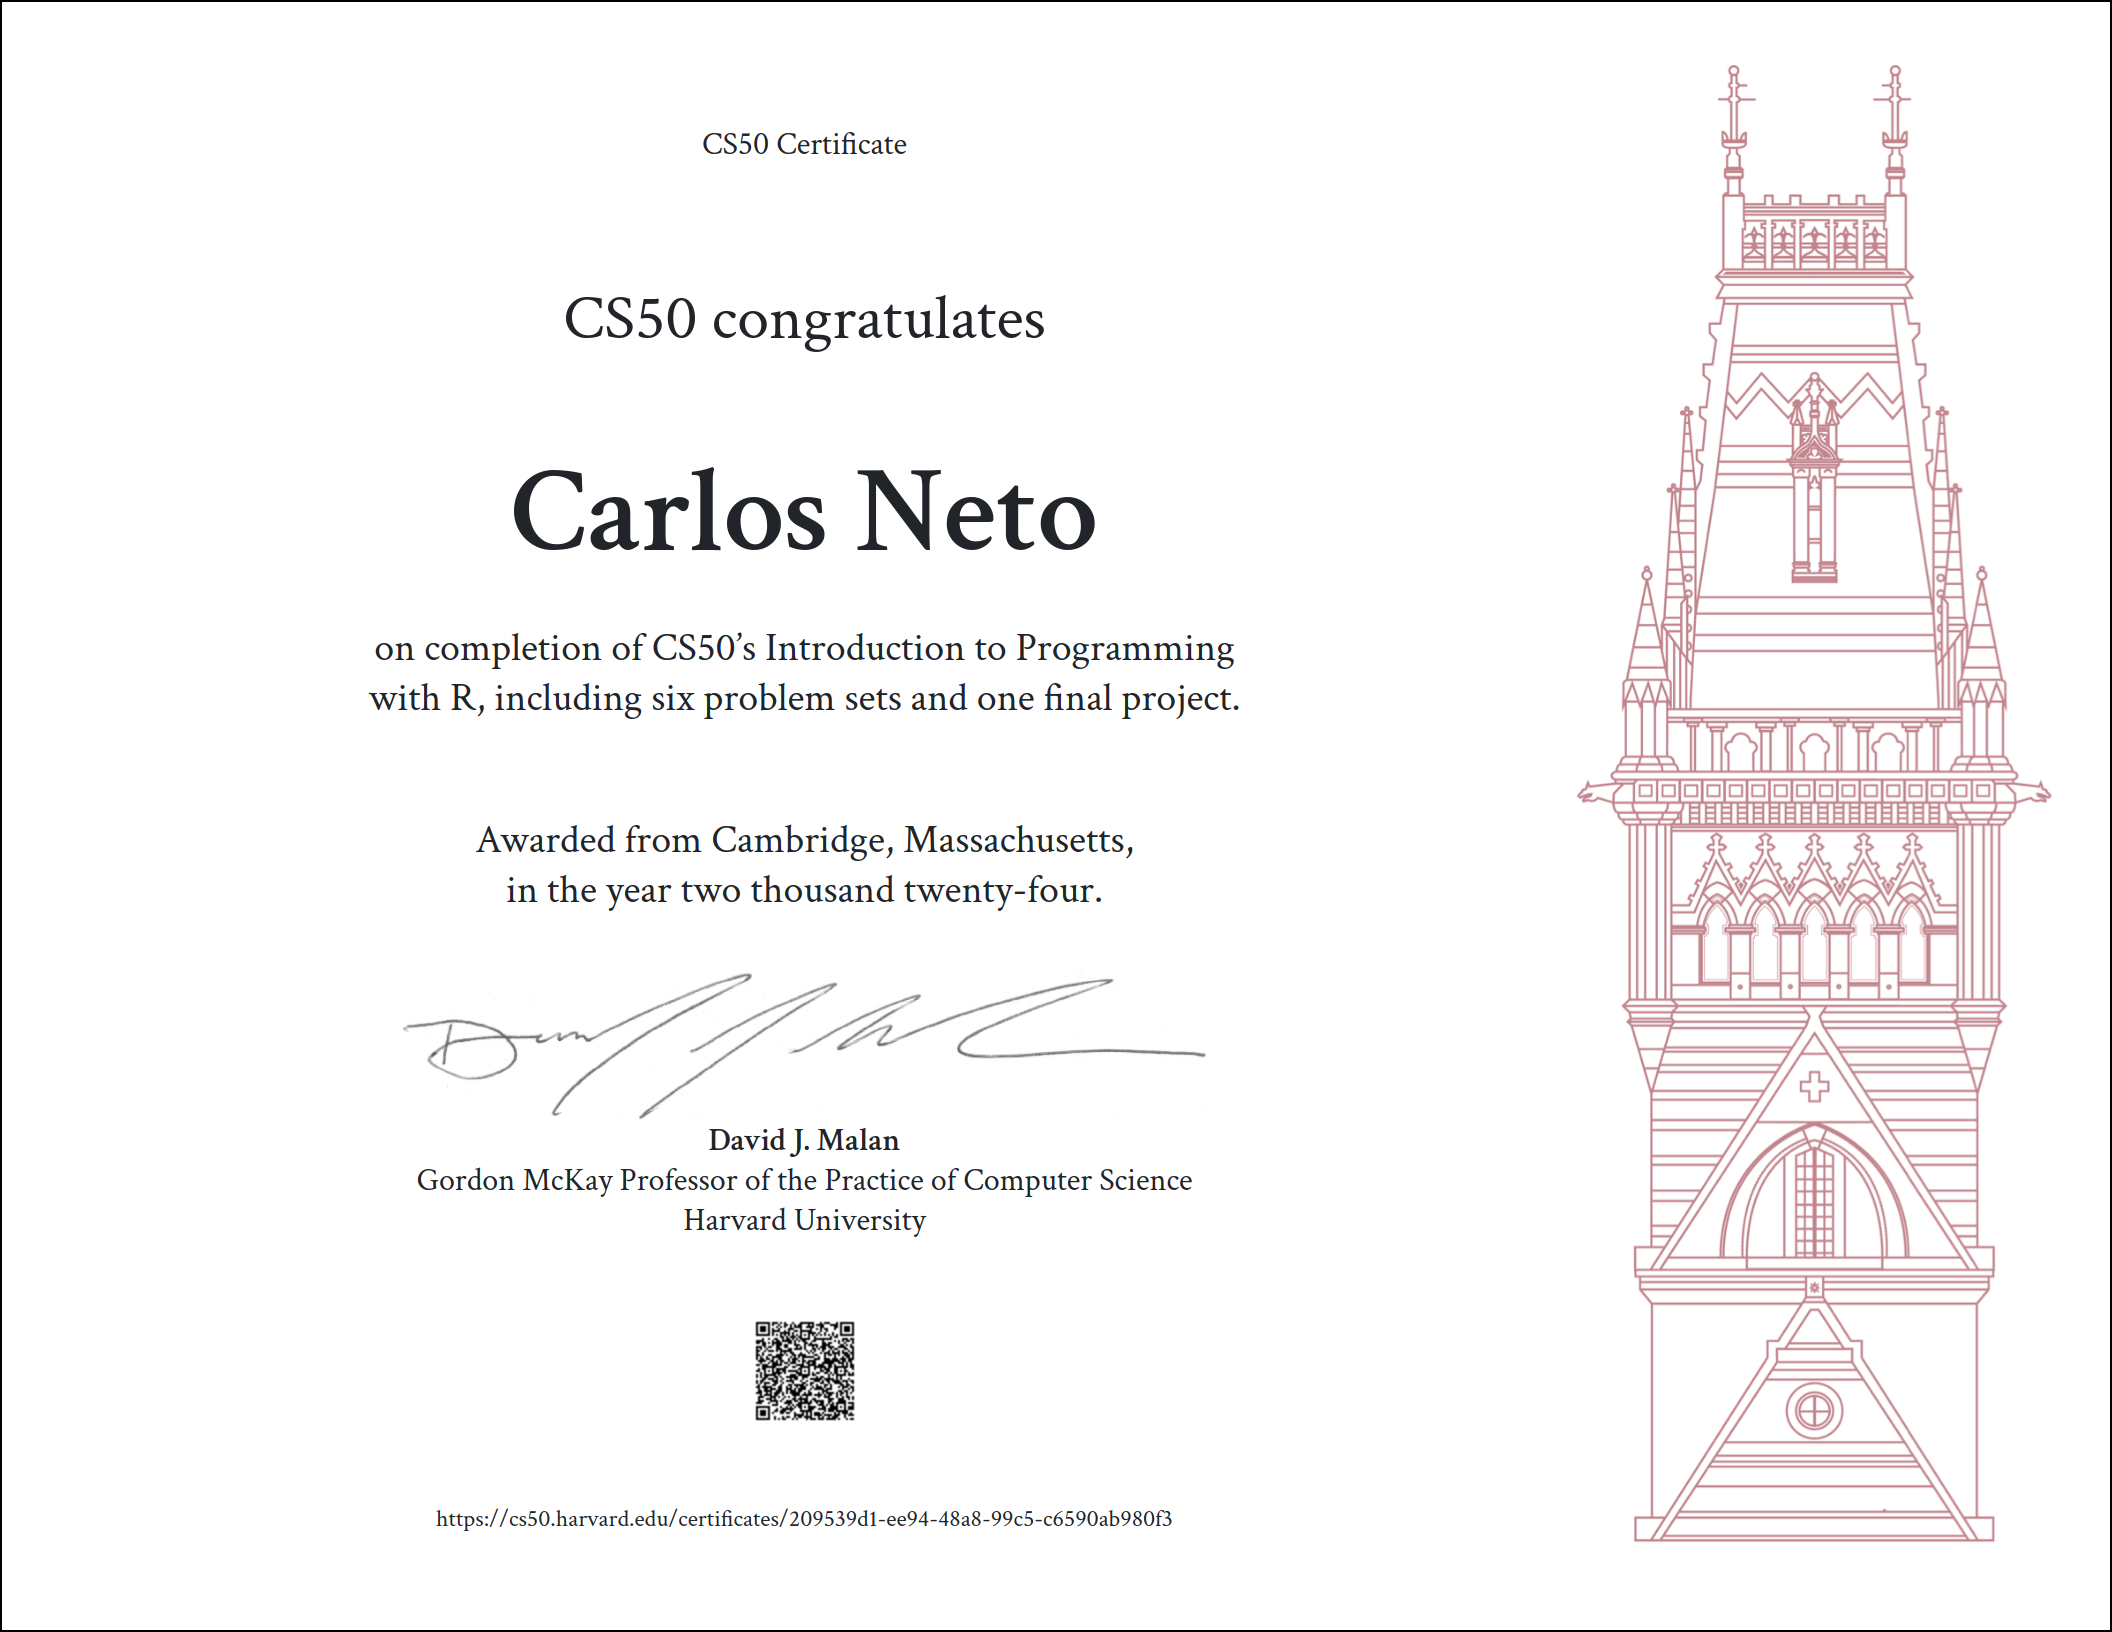 CS50 Certificate
CS50 congratulates
Carlos Neto
on completion of CS50’s Introduction to Programming
with R, including six problem sets and one final project.
Awarded from Cambridge, Massachusetts,
in the year two thousand twenty-four.
David J. Malan
Gordon McKay Professor of the Practice of Computer Science
Harvard University
https://cs50.harvard.edu/certificates/209539d1-ee94-48a8-99c5-c6590ab980f3